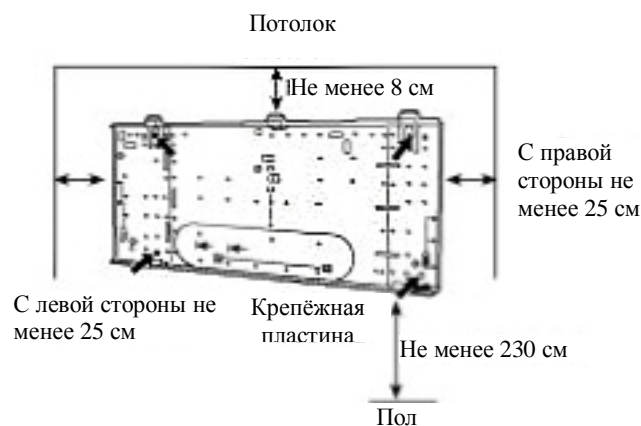 Потолок
Не менее 8 см
С правой
стороны не
менее 25 см
С левой стороны не
менее 25 см
Крепёжная
пластина
Не менее 230 см
Пол